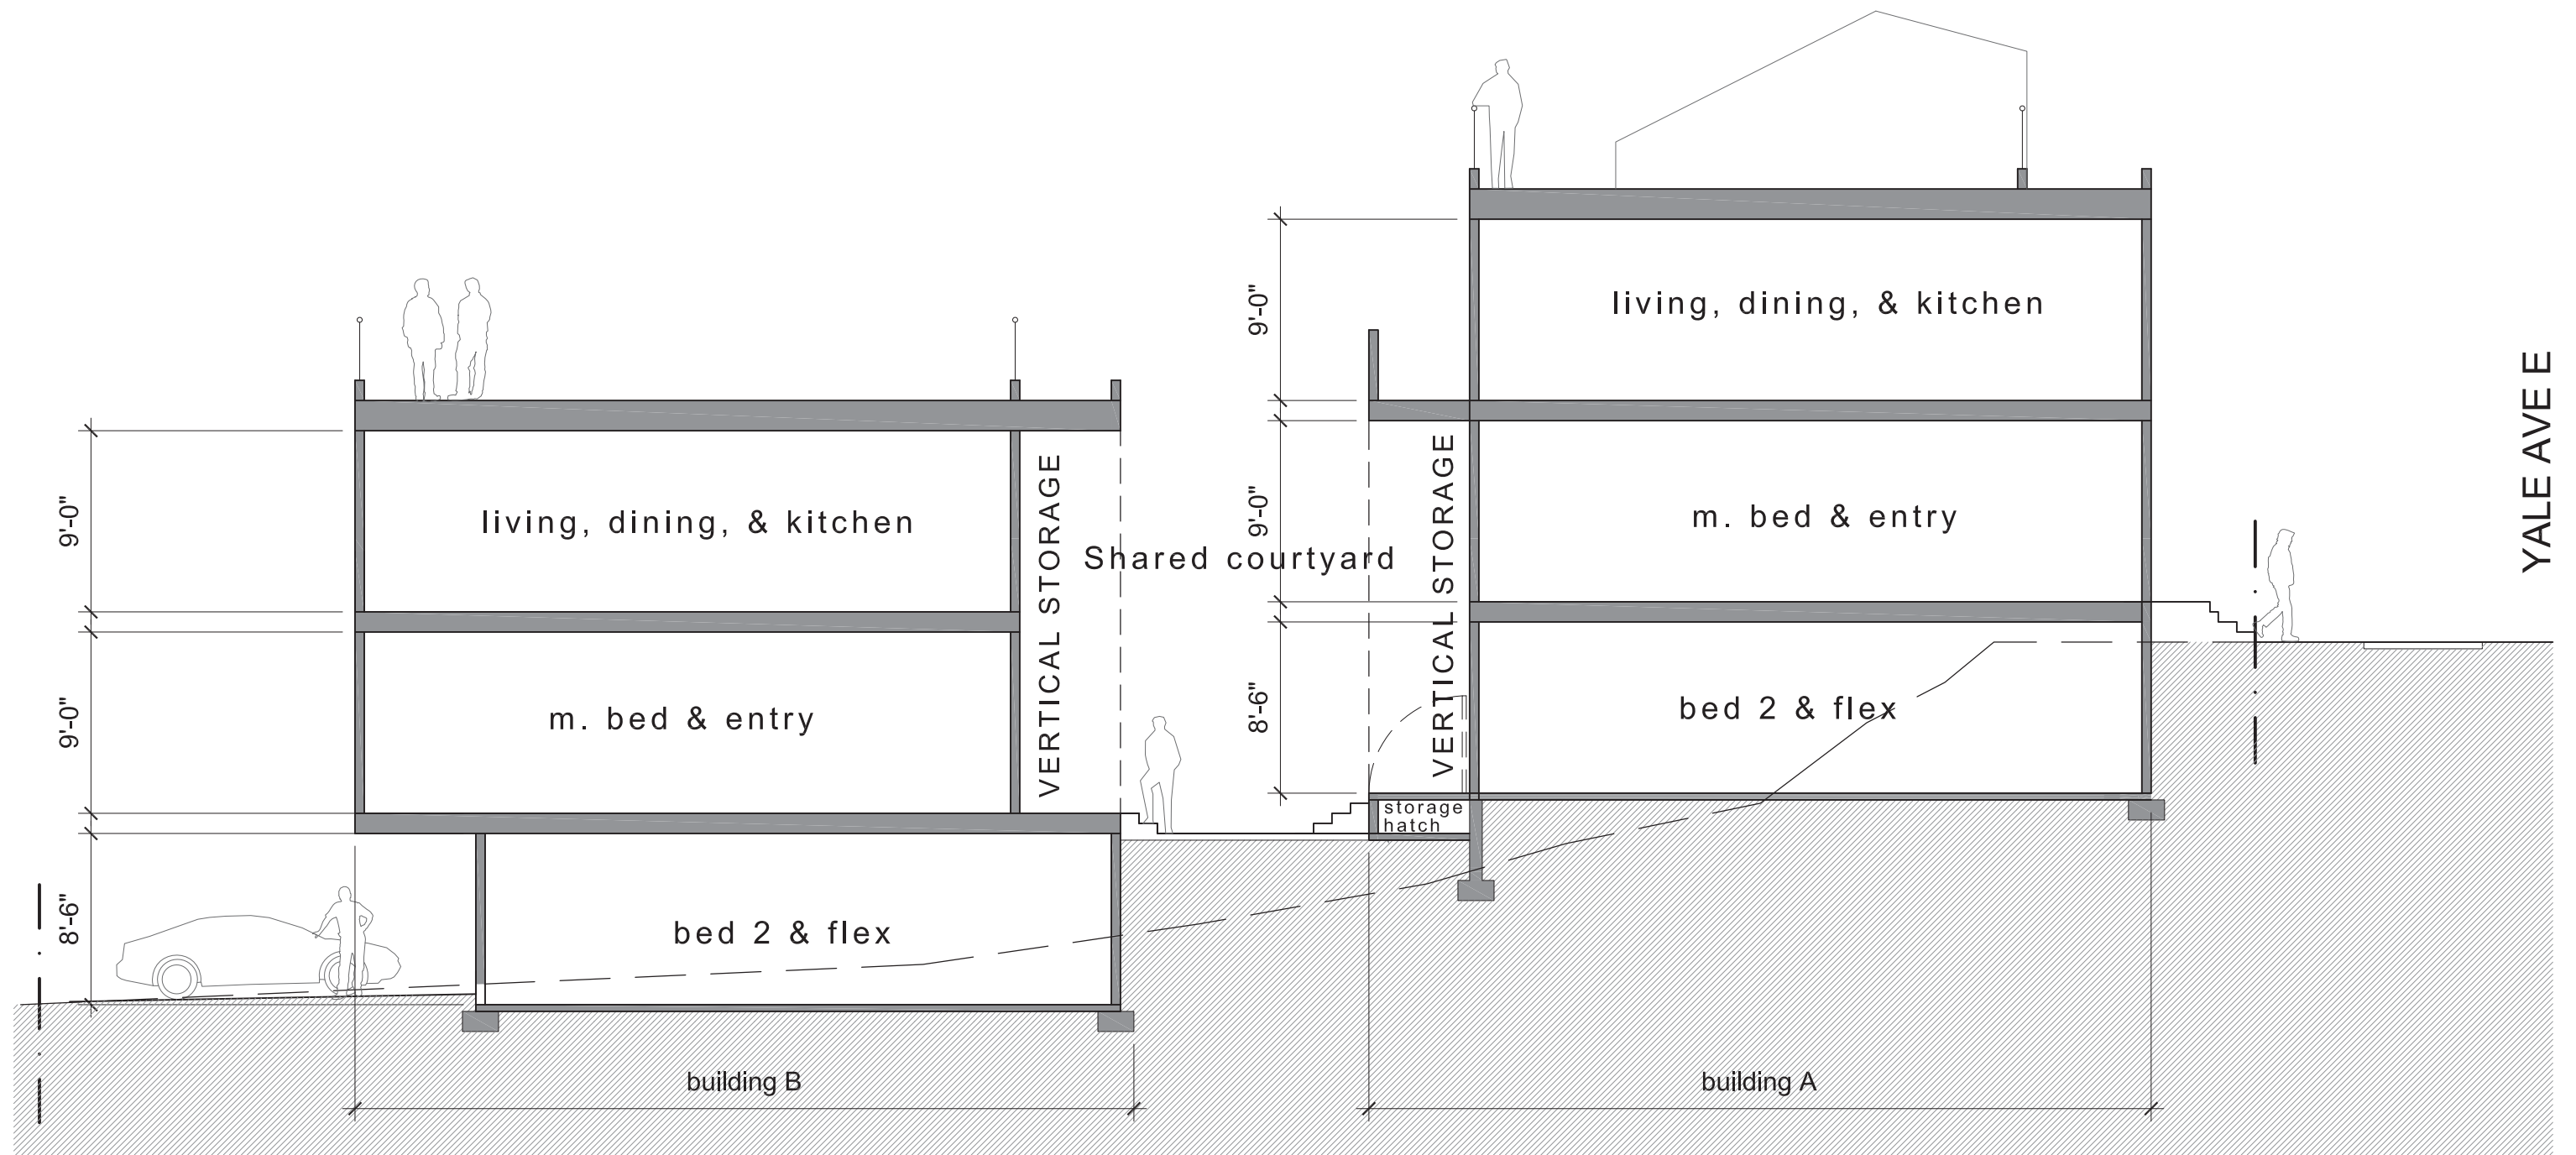 living, dining, & kitchen
9'-0"
YALE AVE E
living, dining, & kitchen
9'-0"
VERTICAL STORAGE
Shared courtyard
9'-0"
VERTICAL STORAGE
m. bed & entry
m. bed & entry
9'-0"
8'-6"
bed 2 & flex
storage
hatch
8'-6"
bed 2 & flex
building B
building A